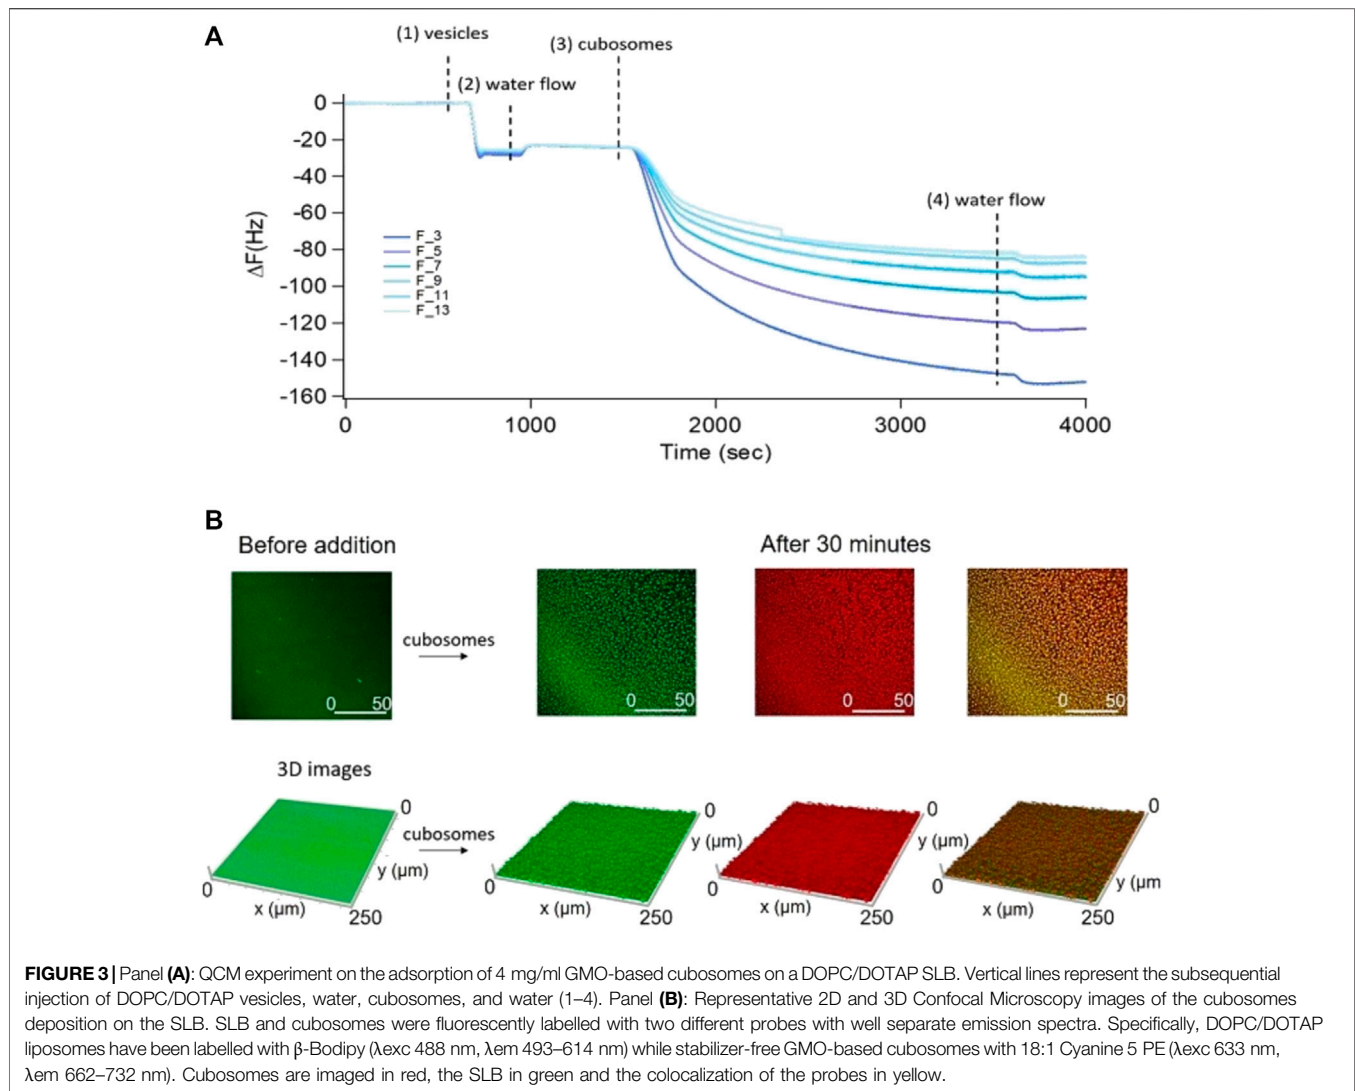 A
(1) vesicles
(3) cubosomes
(2) water flow
(4) water flow
0
-20
-40
-60
-80
-100
-120
-140
-160
ΔF(Hz)
F_3
F_5
F_7
F_9
F_11
F_13
0 1000 2000 3000 4000
Time (sec)
B
Before addition
After 30 minutes
cubosomes
0 50
0 50
0 50
0 50
3D images
cubosomes
0 0 x (µm) y (µm) 250
0 0 x (µm) y (µm) 250
0 0 x (µm) y (µm) 250
0 0 x (µm) y (µm 250
FIGURE 3 | Panel (A): QCM experiment on the adsorption of 4 mg/ml GMO-based cubosomes on a DOPC/DOTAP SLB. Vertical lines represent the subsequential
injection of DOPC/DOTAP vesicles, water, cubosomes, and water (1–4). Panel (B): Representative 2D and 3D Confocal Microscopy images of the cubosomes
deposition on the SLB. SLB and cubosomes were fluorescently labelled with two different probes with well separate emission spectra. Specifically, DOPC/DOTAP
liposomes have been labelled with β-Bodipy (λexc 488 nm, λem 493–614 nm) while stabilizer-free GMO-based cubosomes with 18:1 Cyanine 5 PE (λexc 633 nm,
λem 662–732 nm). Cubosomes are imaged in red, the SLB in green and the colocalization of the probes in yellow.